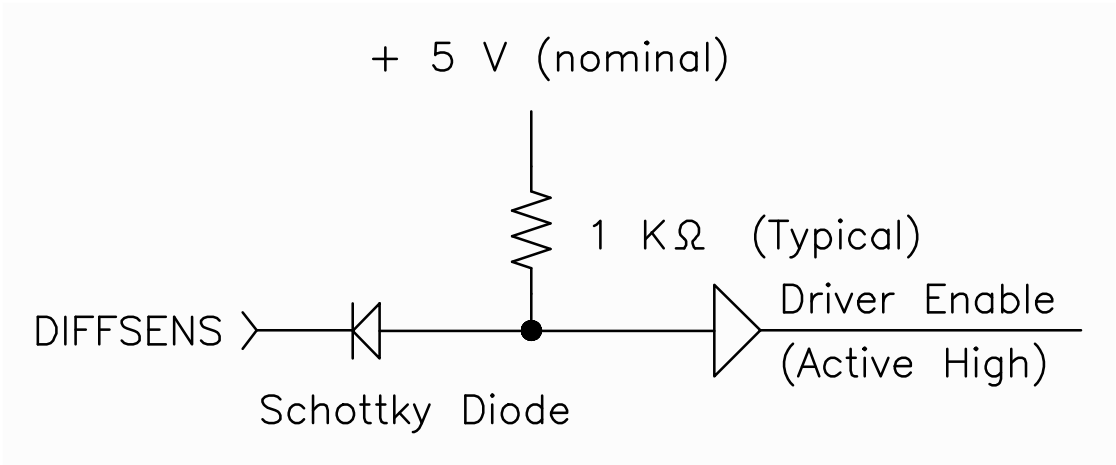 + 5 V (nominal)
1 KΩ (Typical)
Driver Enable
DIFFSENS
(Active High)
Schottky Diode